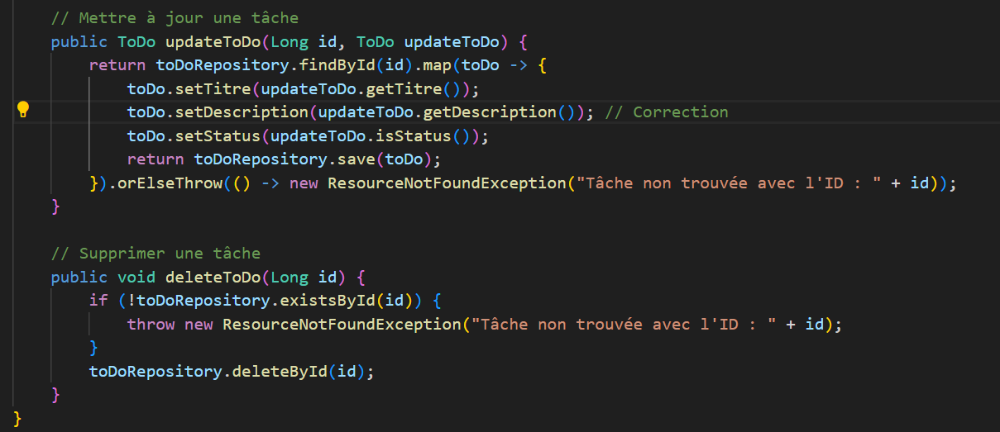 // Mettre à jour une tâche
public ToDo updateToDo(Long id, ToDo updateToDo) {
return toDoRepository.findById(id).map(toDo -> {
toDo.setTitre(updateToDo.getTitre());
toDo.setDescription(updateToDo.getDescription()); // Correction
toDo.setStatus(updateToDo.isStatus());
return toDoRepository.save(toDo);
}).orElseThrow(() -> new ResourceNotFoundException("Tâche non trouvée avec l'ID : " + id));
}
// Supprimer une tâche
public void deleteToDo(Long id) {
if (!toDoRepository.existsById(id)) {
throw new ResourceNotFoundException("Tâche non trouvée avec l'ID : " + id);
}
toDoRepository.deleteById(id);
}
}